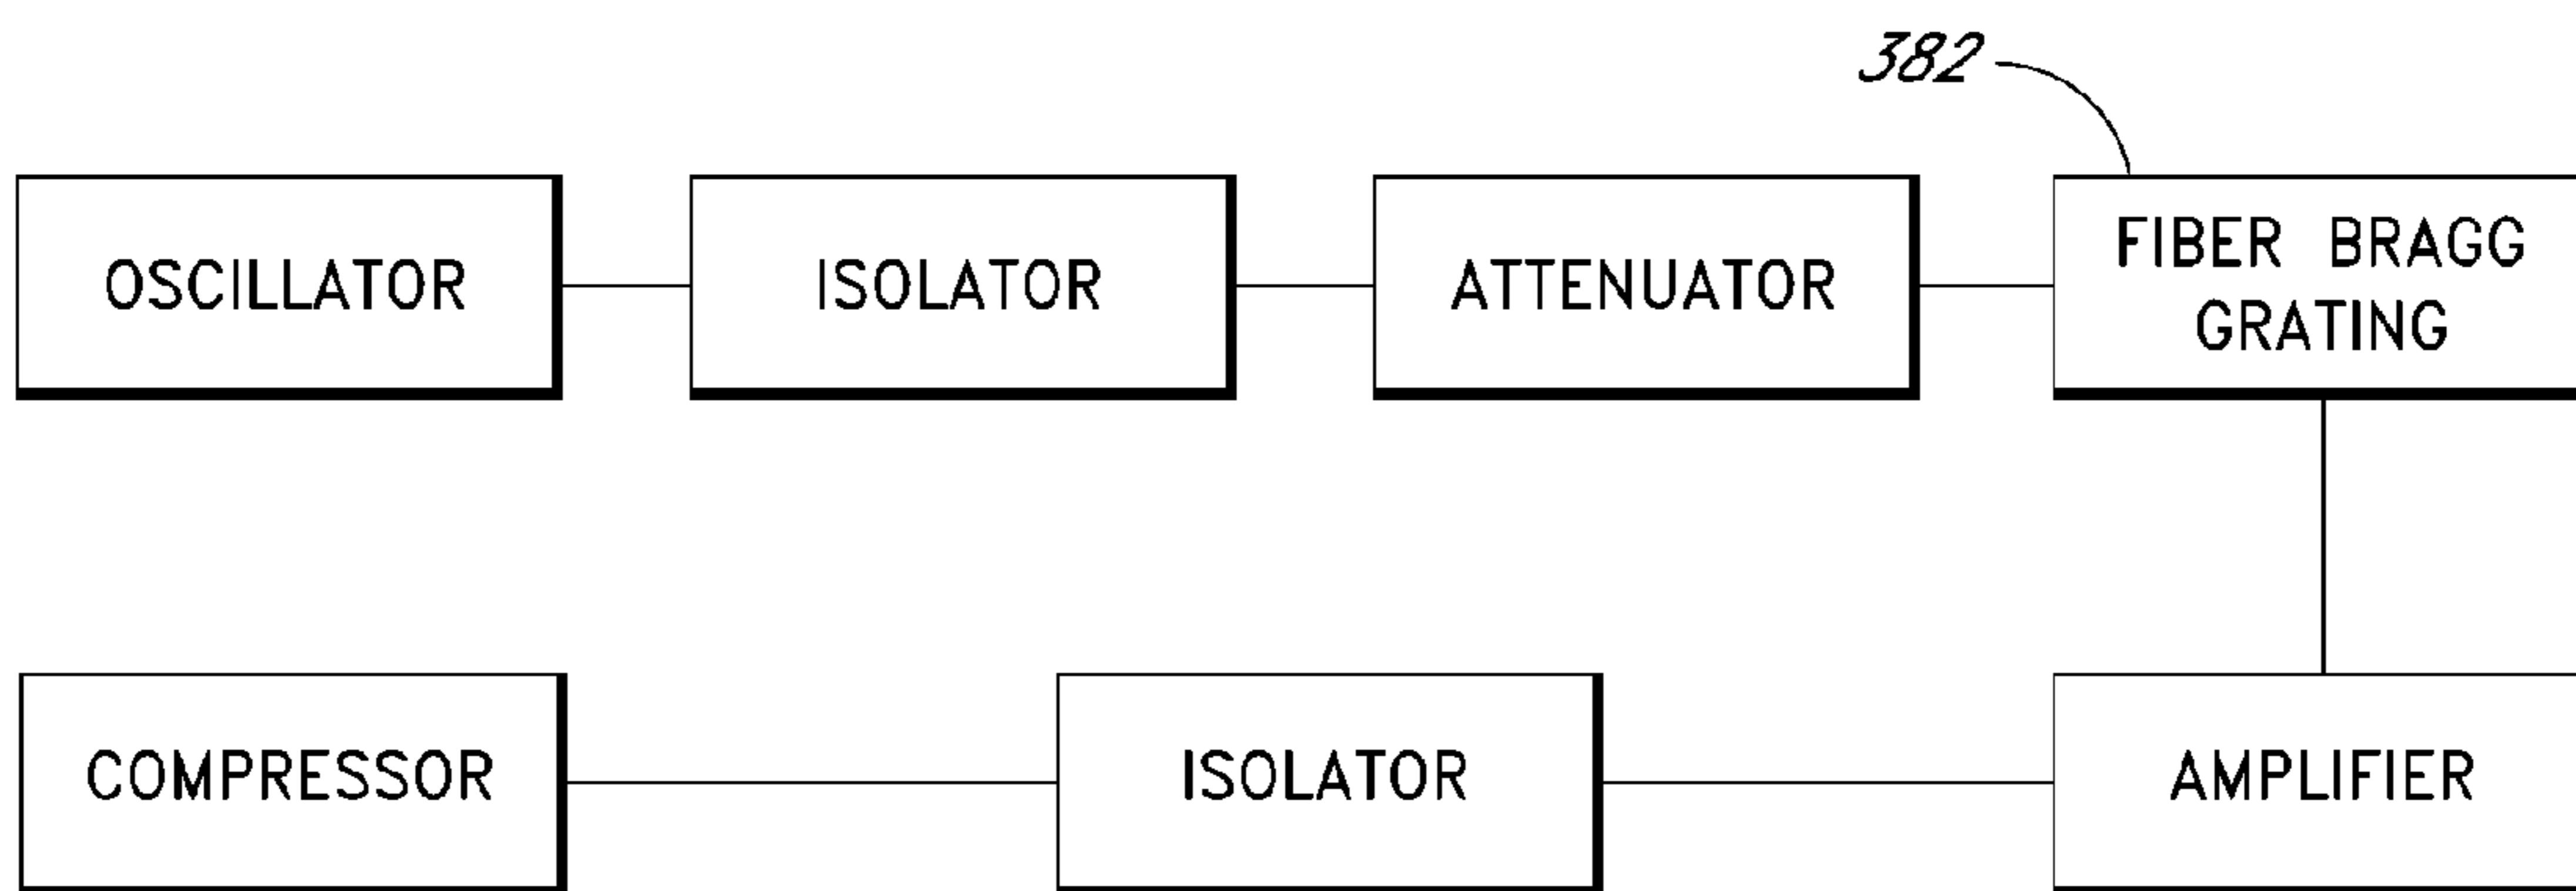 382
OSCILLATOR
ISOLATOR
ATTENUATOR
FIBER BRAGG
GRATING
COMPRESSOR
ISOLATOR
AMPLIFIER